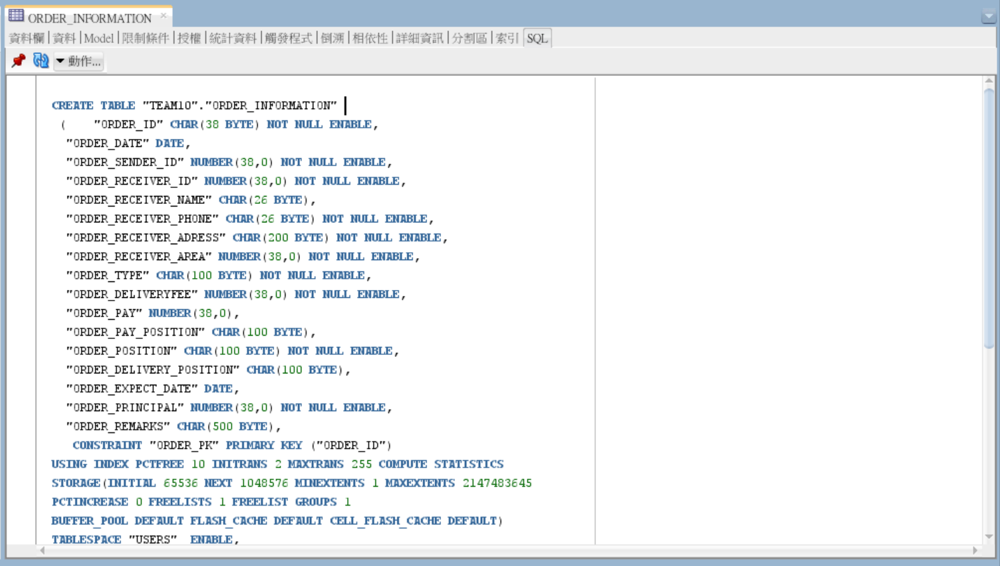 ORDER_INFORMATION
資料欄 | 資料 | Model | 限制條件 | 授權 | 統計資料 | 觸發程式 | 倒溯 | 相依性 | 詳細資訊 | 分割區 | 索引 | SQL
動作...
CREATE TABLE "TEAM10"."ORDER_INFORMATION"
( "ORDER_ID" CHAR(38 BYTE) NOT NULL ENABLE,
"ORDER_DATE" DATE,
"ORDER_SENDER_ID" NUMBER(38,0) NOT NULL ENABLE,
"ORDER_RECEIVER_ID" NUMBER(38,0) NOT NULL ENABLE,
"ORDER_RECEIVER_NAME" CHAR(26 BYTE),
"ORDER_RECEIVER_PHONE" CHAR(26 BYTE) NOT NULL ENABLE,
"ORDER_RECEIVER_ADRESS" CHAR(200 BYTE) NOT NULL ENABLE,
"ORDER_RECEIVER_AREA" NUMBER(38,0) NOT NULL ENABLE,
"ORDER_TYPE" CHAR(100 BYTE) NOT NULL ENABLE,
"ORDER_DELIVERYFEE" NUMBER(38,0) NOT NULL ENABLE,
"ORDER_PAY" NUMBER(38,0),
"ORDER_PAY_POSITION" CHAR(100 BYTE),
"ORDER_POSITION" CHAR(100 BYTE) NOT NULL ENABLE,
"ORDER_DELIVERY_POSITION" CHAR(100 BYTE),
"ORDER_EXPECT_DATE" DATE,
"ORDER_PRINCIPAL" NUMBER(38,0) NOT NULL ENABLE,
"ORDER_REMARKS" CHAR(500 BYTE),
CONSTRAINT "ORDER_PK" PRIMARY KEY ("ORDER_ID")
USING INDEX PCTFREE 10 INITRANS 2 MAXTRANS 255 COMPUTE STATISTICS
STORAGE(INITIAL 65536 NEXT 1048576 MINEXTENTS 1 MAXEXTENTS 2147483645
PCTINCREASE 0 FREELISTS 1 FREELIST GROUPS 1
BUFFER_POOL DEFAULT FLASH_CACHE DEFAULT CELL_FLASH_CACHE DEFAULT)
TABLESPACE "USERS" ENABLE,